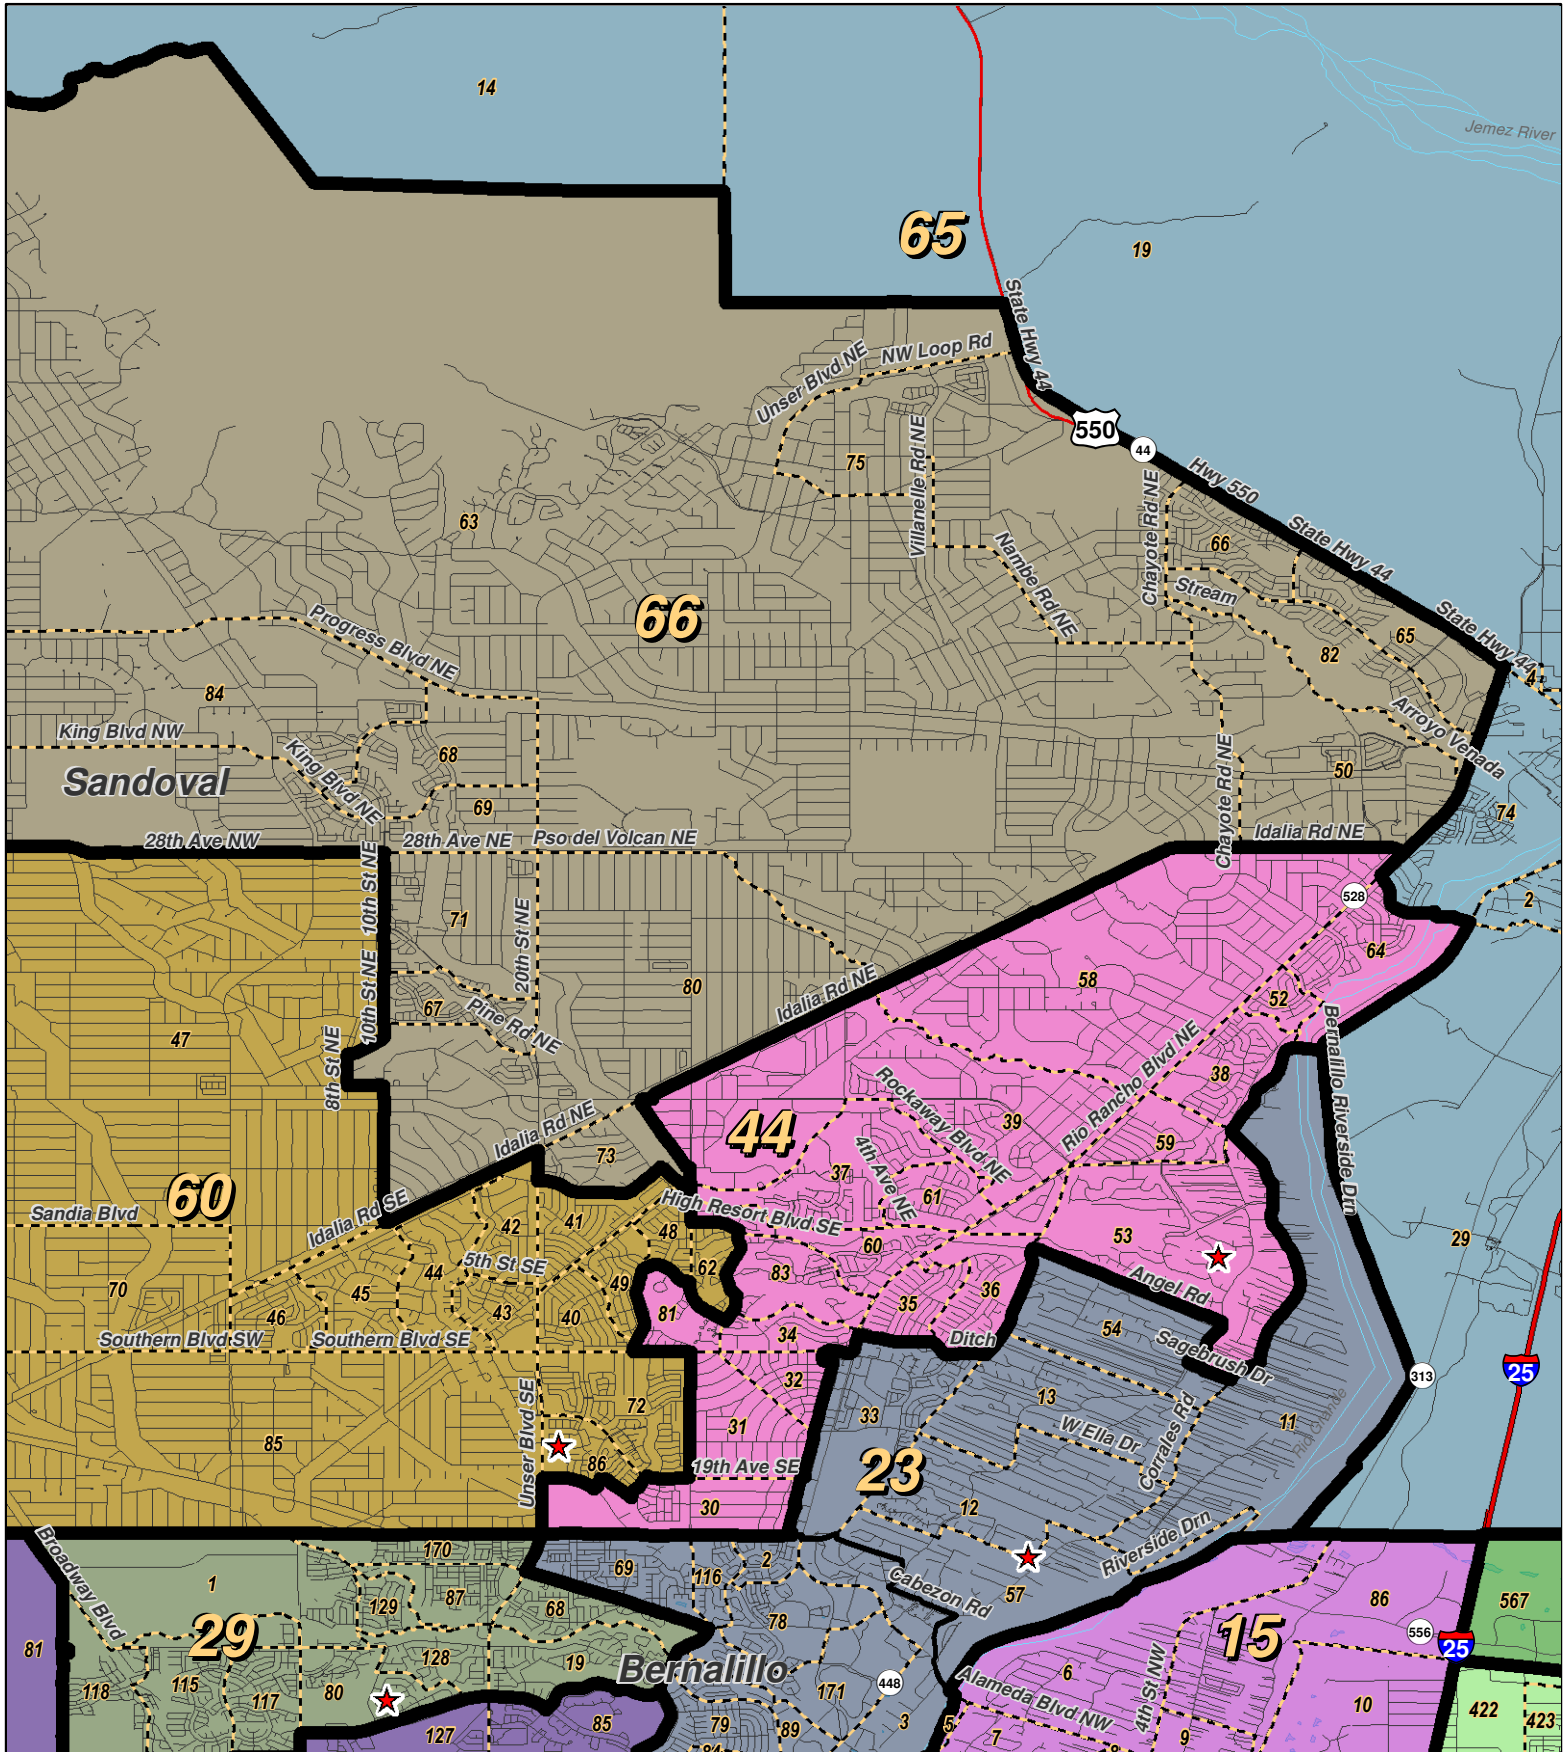 14
Jemez River
65
19
State Hwy 44
NW Loop Rd
Unser Blvd NE
550
44
Villanelle Rd NE
75
Chayote Rd NE
Hwy 550
63
State Hwy 44
66
Nambe Rd NE
Stream
66
State Hwy 44
Progress Blvd NE
65
82
4
84
Arroyo Venada
King Blvd NW
King Blvd NE
68
Chayote Rd NE
50
Sandoval
69
74
28th Ave NW
28th Ave NE
Pso del Volcan NE
Idalia Rd NE
10th St NE
528
2
71
20th St NE
64
58
80
Idalia Rd NE
52
10th St NE
67
Pine Rd NE
47
Bernalillo Riverside Drn
8th St NE
Rio Rancho Blvd NE
38
Rockaway Blvd NE
Idalia Rd NE
44
39
59
73
4th Ave NE
37
60
61
Sandia Blvd
Idalia Rd SE
High Resort Blvd SE
42
41
48
60
53
29
5th St SE
44
62
83
70
45
49
36
Angel Rd
46
43
40
81
35
34
54
Southern Blvd SW
Southern Blvd SE
Ditch
Sagebrush Dr
313
25
32
13
Unser Blvd SE
72
33
11
31
W Ella Dr
Corrales Rd
Rio Grande
85
86
19th Ave SE
23
30
12
Broadway Blvd
170
69
2
Riverside Drn
1
116
Cabezon Rd
57
129
87
68
86
567
78
29
15
556
25
81
128
19
Bernalillo
6
118
115
117
80
171
448
Alameda Blvd NW
4th St NW
10
422
423
127
85
79
89
3
5
7
9
84
8